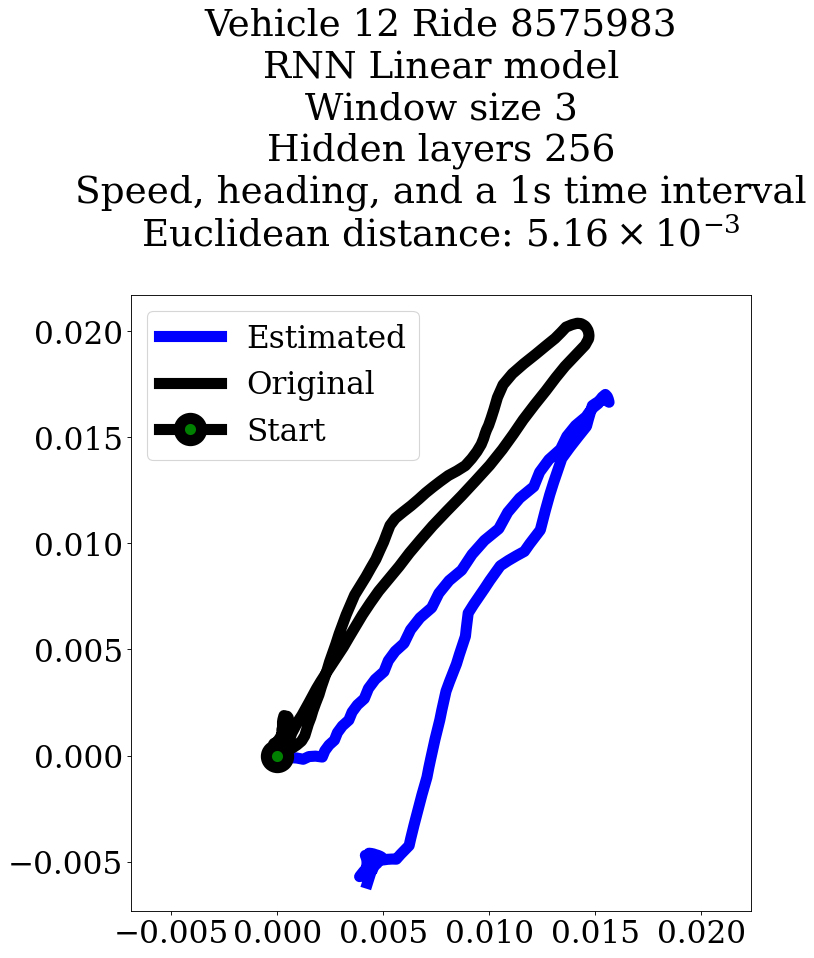 Vehicle 12 Ride 8575983
RNN Linear model
Window size 3
Hidden layers 256
Speed, heading, and a 1s time interval
Euclidean distance: 5.16 × 10⁻³
Estimated
Original
Start
0.020
0.015
0.010
0.005
0.000
−0.005
−0.005 0.000 0.005 0.010 0.015 0.020